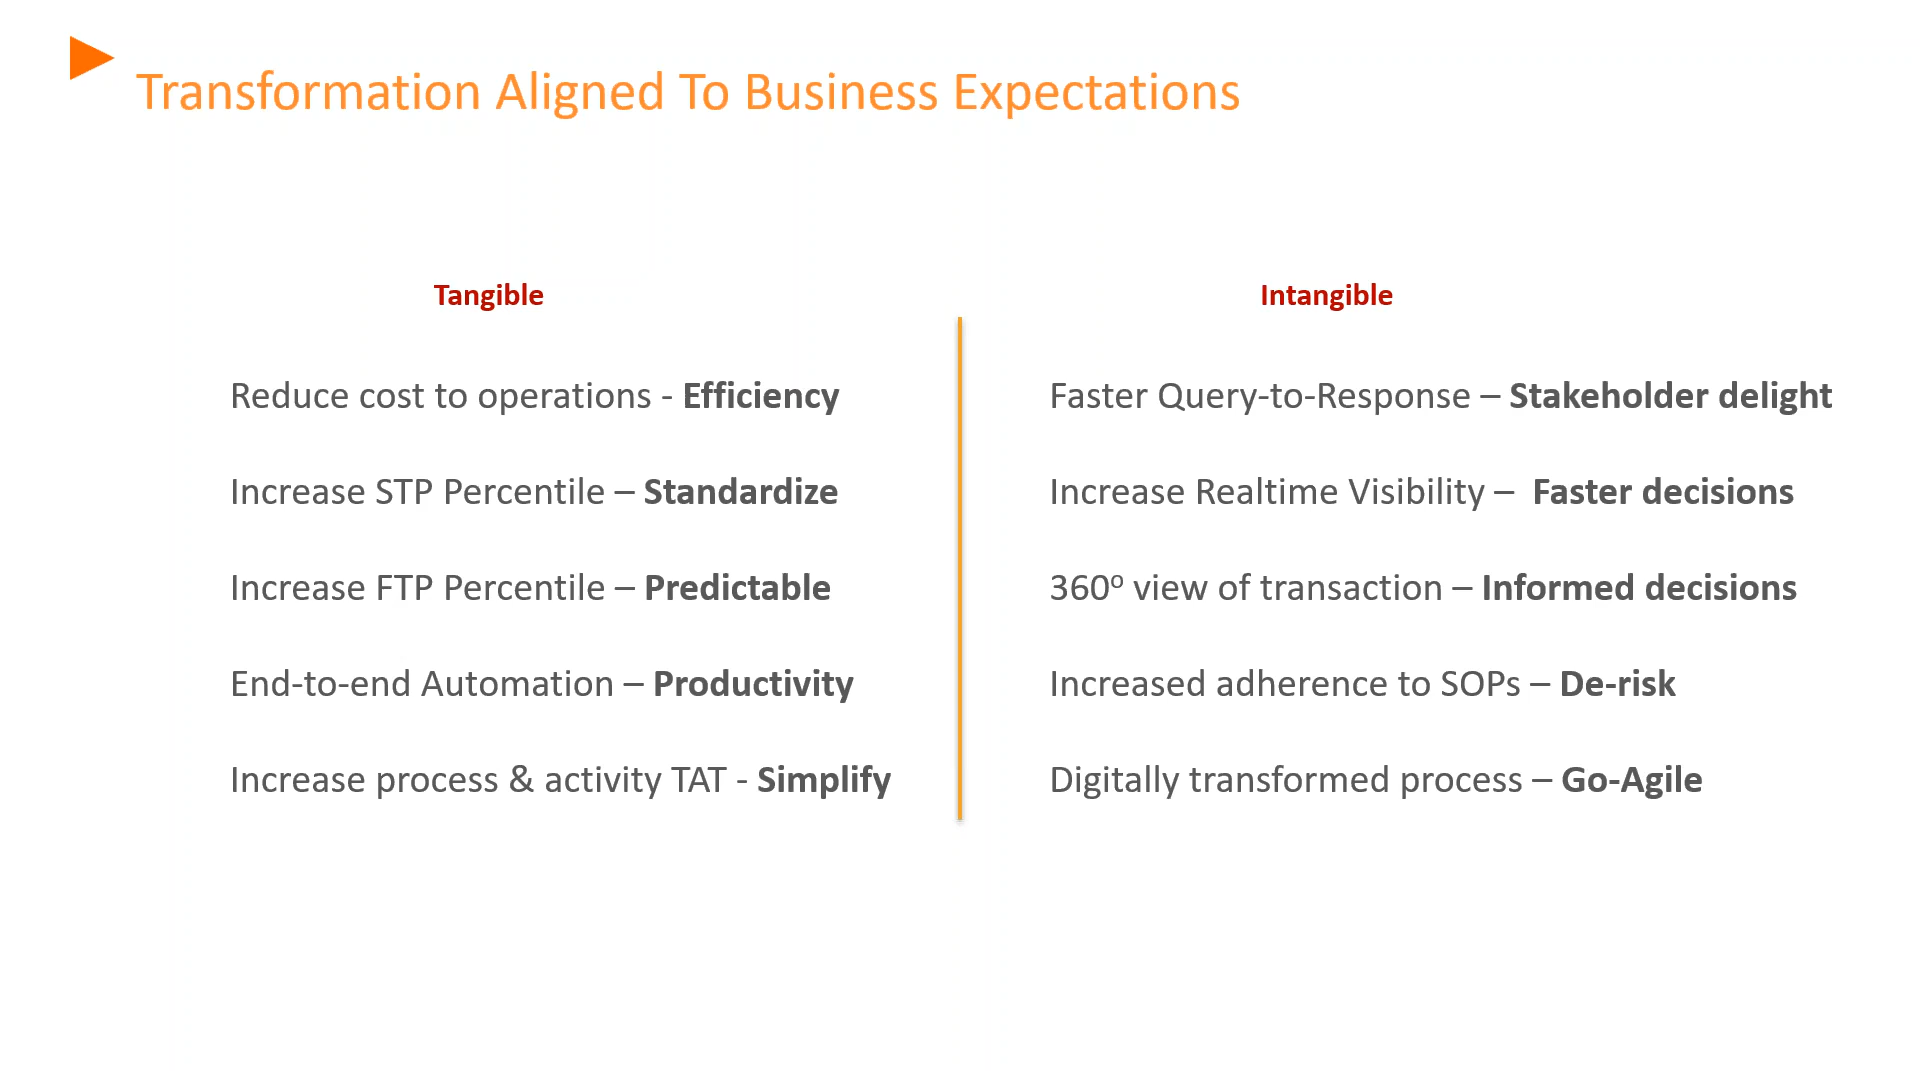 Transformation Aligned To Business Expectations
Tangible
Reduce cost to operations - Efficiency
Increase STP Percentile – Standardize
Increase FTP Percentile – Predictable
End-to-end Automation – Productivity
Increase process & activity TAT - Simplify
Intangible
Faster Query-to-Response – Stakeholder delight
Increase Realtime Visibility –  Faster decisions
360º view of transaction – Informed decisions
Increased adherence to SOPs – De-risk
Digitally transformed process – Go-Agile